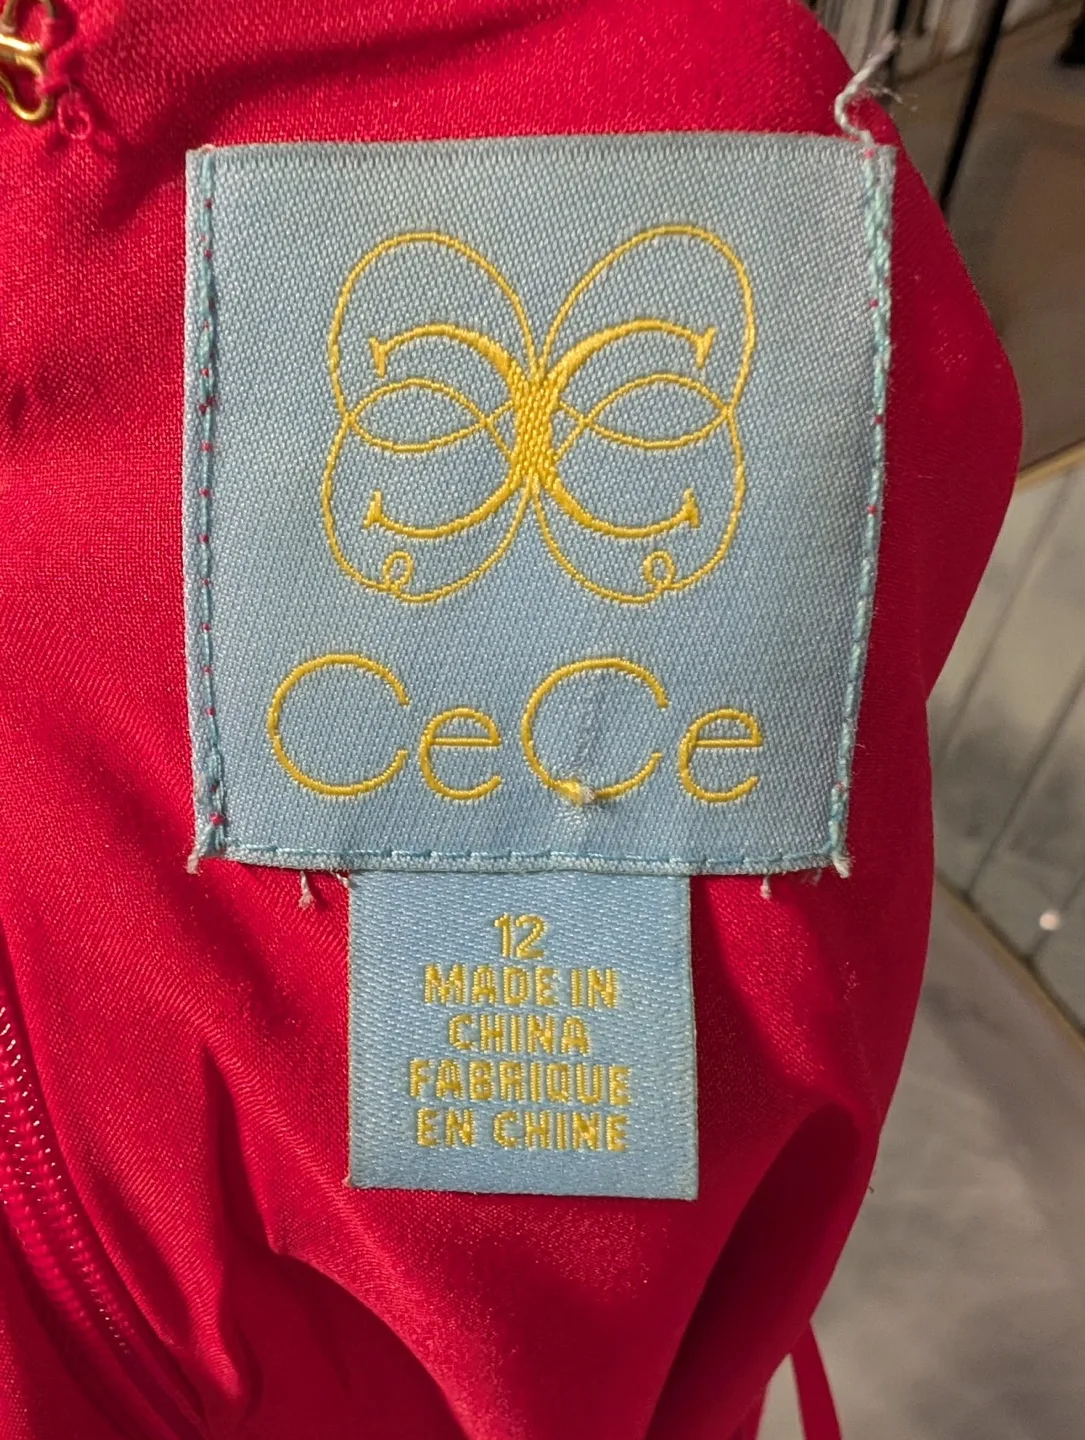 CeCe
12
MADE IN
CHINA
FABRIQUE
EN CHINE